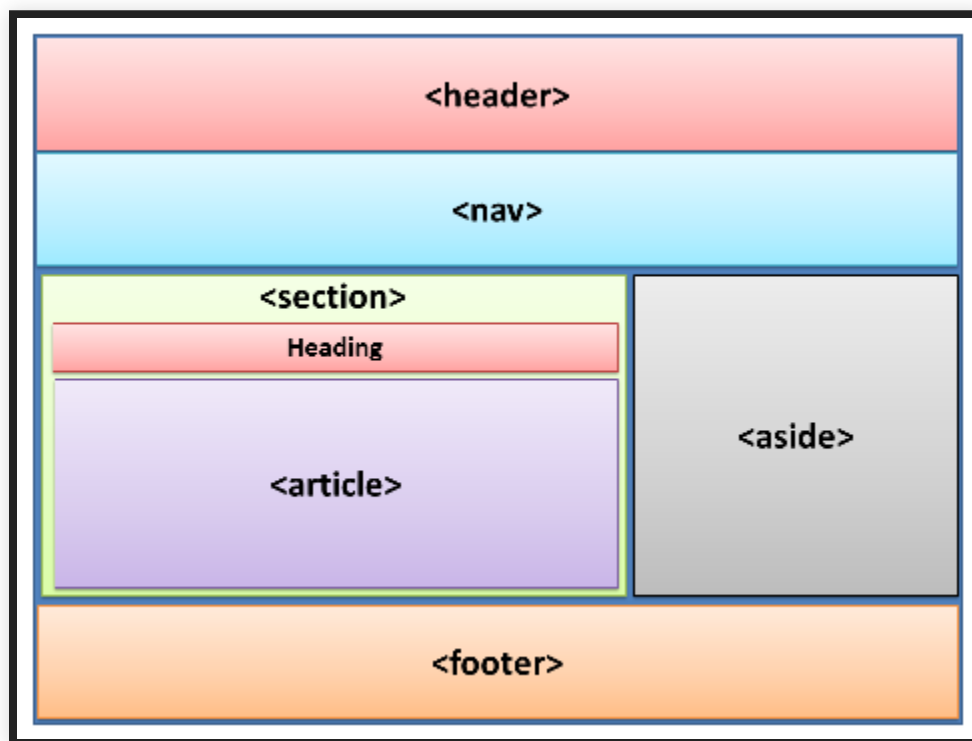 <header>
<nav>
<section>
Heading
<article>
<aside>
<footer>